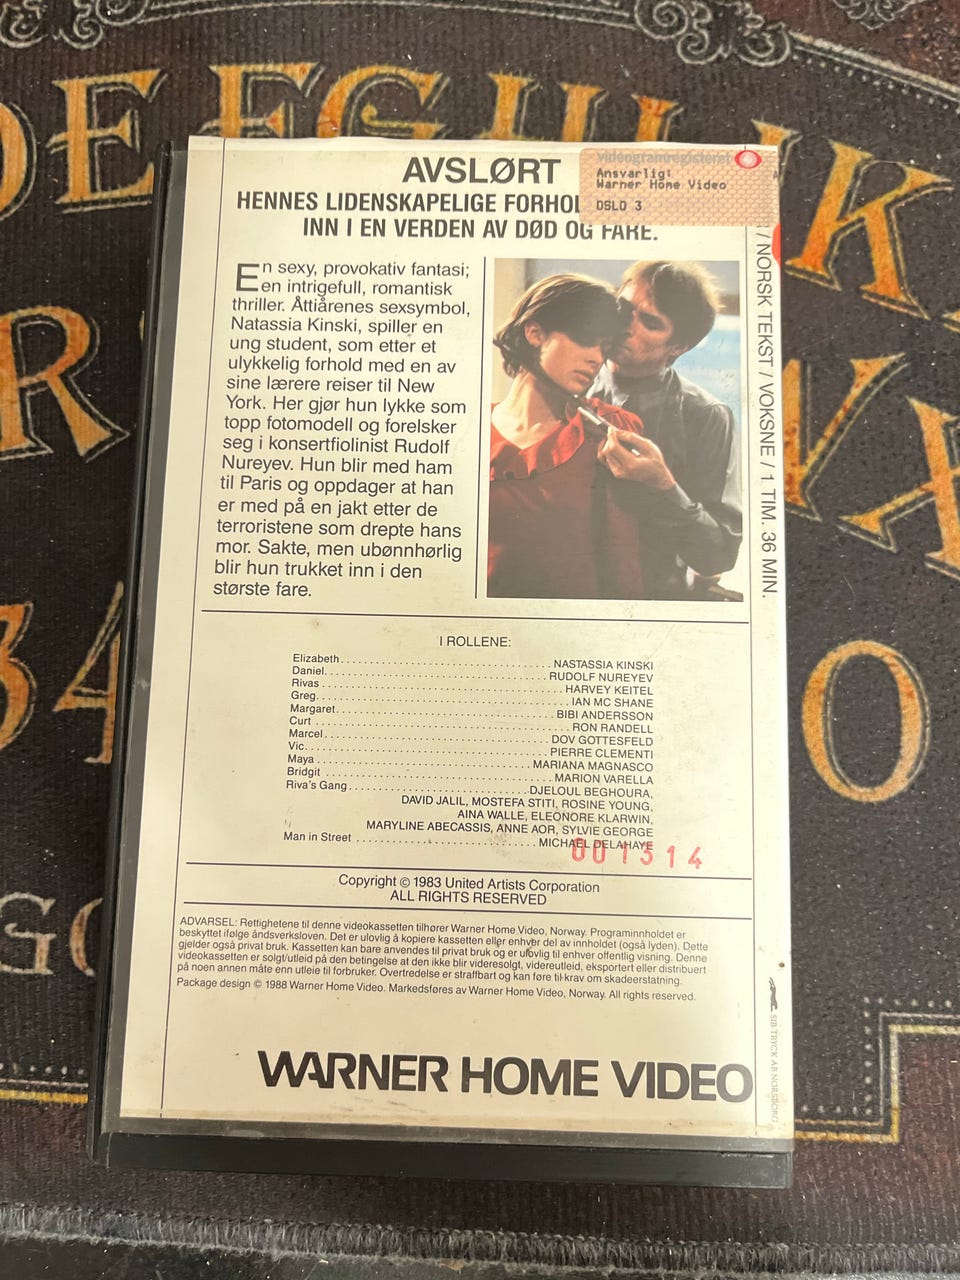 AVSLØRT
HENNES LIDENSKAPELIGE FORHOL
INN I EN VERDEN AV DØD OG FARE.
videogramregisteret
Ansvarlig:
Warner Home Video
OSLO 3
En sexy, provokativ fantasi;
en intrigefull, romantisk
thriller. Åttiårenes sexsymbol,
Natassia Kinski, spiller en
ung student, som etter et
ulykkelig forhold med en av
sine lærere reiser til New
York. Her gjør hun lykke som
topp fotomodell og forelsker
seg i konsertfiolinist Rudolf
Nureyev. Hun blir med ham
til Paris og oppdager at han
er med på en jakt etter de
terroristene som drepte hans
mor. Sakte, men ubønnhørlig
blir hun trukket inn i den
største fare.
/ NORSK TEKST / VOKSNE / 1 TIM. 36 MIN.
I ROLLENE:
Elizabeth. . . . . . . . . . NASTASSIA KINSKI
Daniel. . . . . . . . . . RUDOLF NUREYEV
Rivas . . . . . . . . . . HARVEY KEITEL
Greg. . . . . . . . . . IAN MC SHANE
Margaret. . . . . . . . . . BIBI ANDERSSON
Curt . . . . . . . . . . RON RANDELL
Marcel. . . . . . . . . . DOV GOTTESFELD
Vic. . . . . . . . . . PIERRE CLEMENTI
Maya . . . . . . . . . . MARIANA MAGNASCO
Bridgit . . . . . . . . . . MARION VARELLA
Riva's Gang . . . . . . . . . . DJELOUL BEGHOURA,
DAVID JALIL, MOSTEFA STITI, ROSINE YOUNG,
AINA WALLE, ELEONORE KLARWIN,
MARYLINE ABECASSIS, ANNE AOR, SYLVIE GEORGE
Man in Street . . . . . . . . . . MICHAEL DELAHAYE
001314
Copyright © 1983 United Artists Corporation
ALL RIGHTS RESERVED
ADVARSEL: Rettighetene til denne videokassetten tilhører Warner Home Video, Norway. Programinnholdet er
beskyttet ifølge åndsverksloven. Det er ulovlig å kopiere kassetten eller enhver del av innholdet (også lyden). Dette
gjelder også privat bruk. Kassetten kan bare anvendes til privat bruk og er ulovlig til enhver offentlig visning. Denne
videokassetten er solgt/utleid på den betingelse at den ikke blir videresolgt, videreutleid, eksportert eller distribuert
på noen annen måte enn utleie til forbruker. Overtredelse er straffbart og kan føre til krav om skadeerstatning.
Package design © 1988 Warner Home Video. Markedsføres av Warner Home Video, Norway. All rights reserved.
WARNER HOME VIDEO
SIB-TRYCK AB NORSBORG
D E F G H I J K
R
V
W X
3 4
0
GO